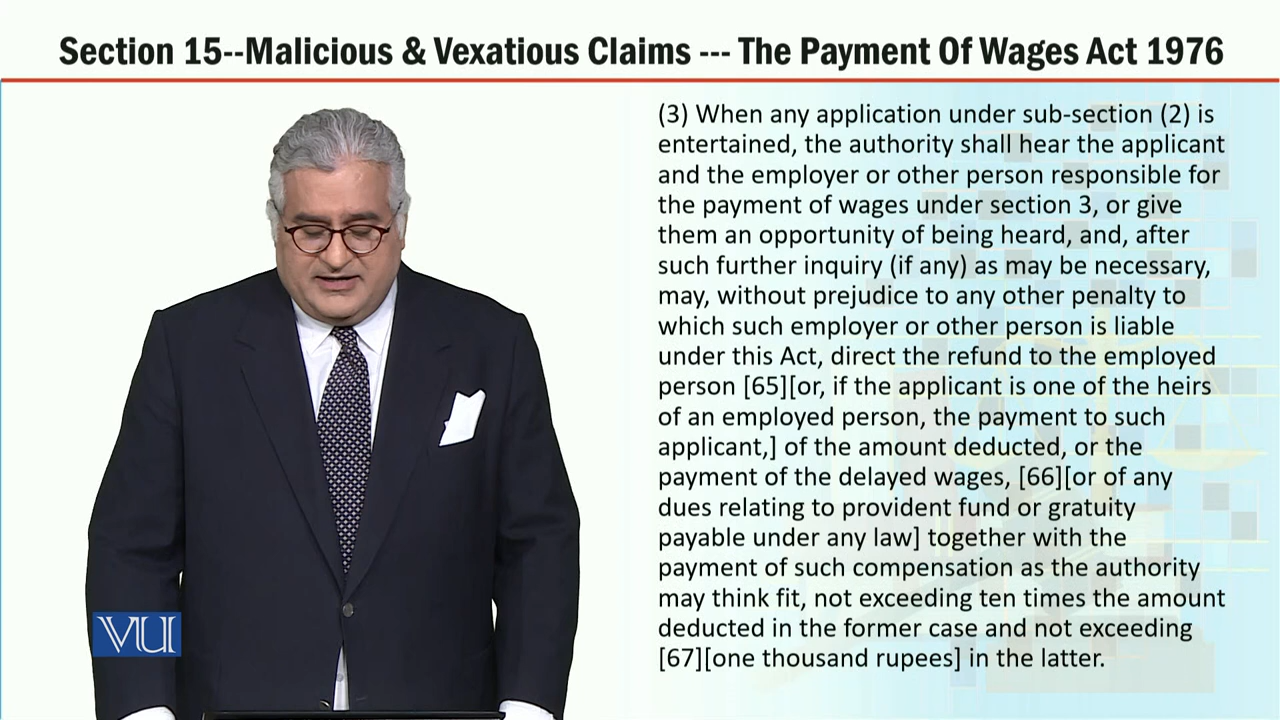 Section 15--Malicious & Vexatious Claims --- The Payment Of Wages Act 1976
(3) When any application under sub-section (2) is
entertained, the authority shall hear the applicant
and the employer or other person responsible for
the payment of wages under section 3, or give
them an opportunity of being heard, and, after
such further inquiry (if any) as may be necessary,
may, without prejudice to any other penalty to
which such employer or other person is liable
under this Act, direct the refund to the employed
person [65][or, if the applicant is one of the heirs
of an employed person, the payment to such
applicant,] of the amount deducted, or the
payment of the delayed wages, [66][or of any
dues relating to provident fund or gratuity
payable under any law] together with the
payment of such compensation as the authority
may think fit, not exceeding ten times the amount
deducted in the former case and not exceeding
[67][one thousand rupees] in the latter.
VU